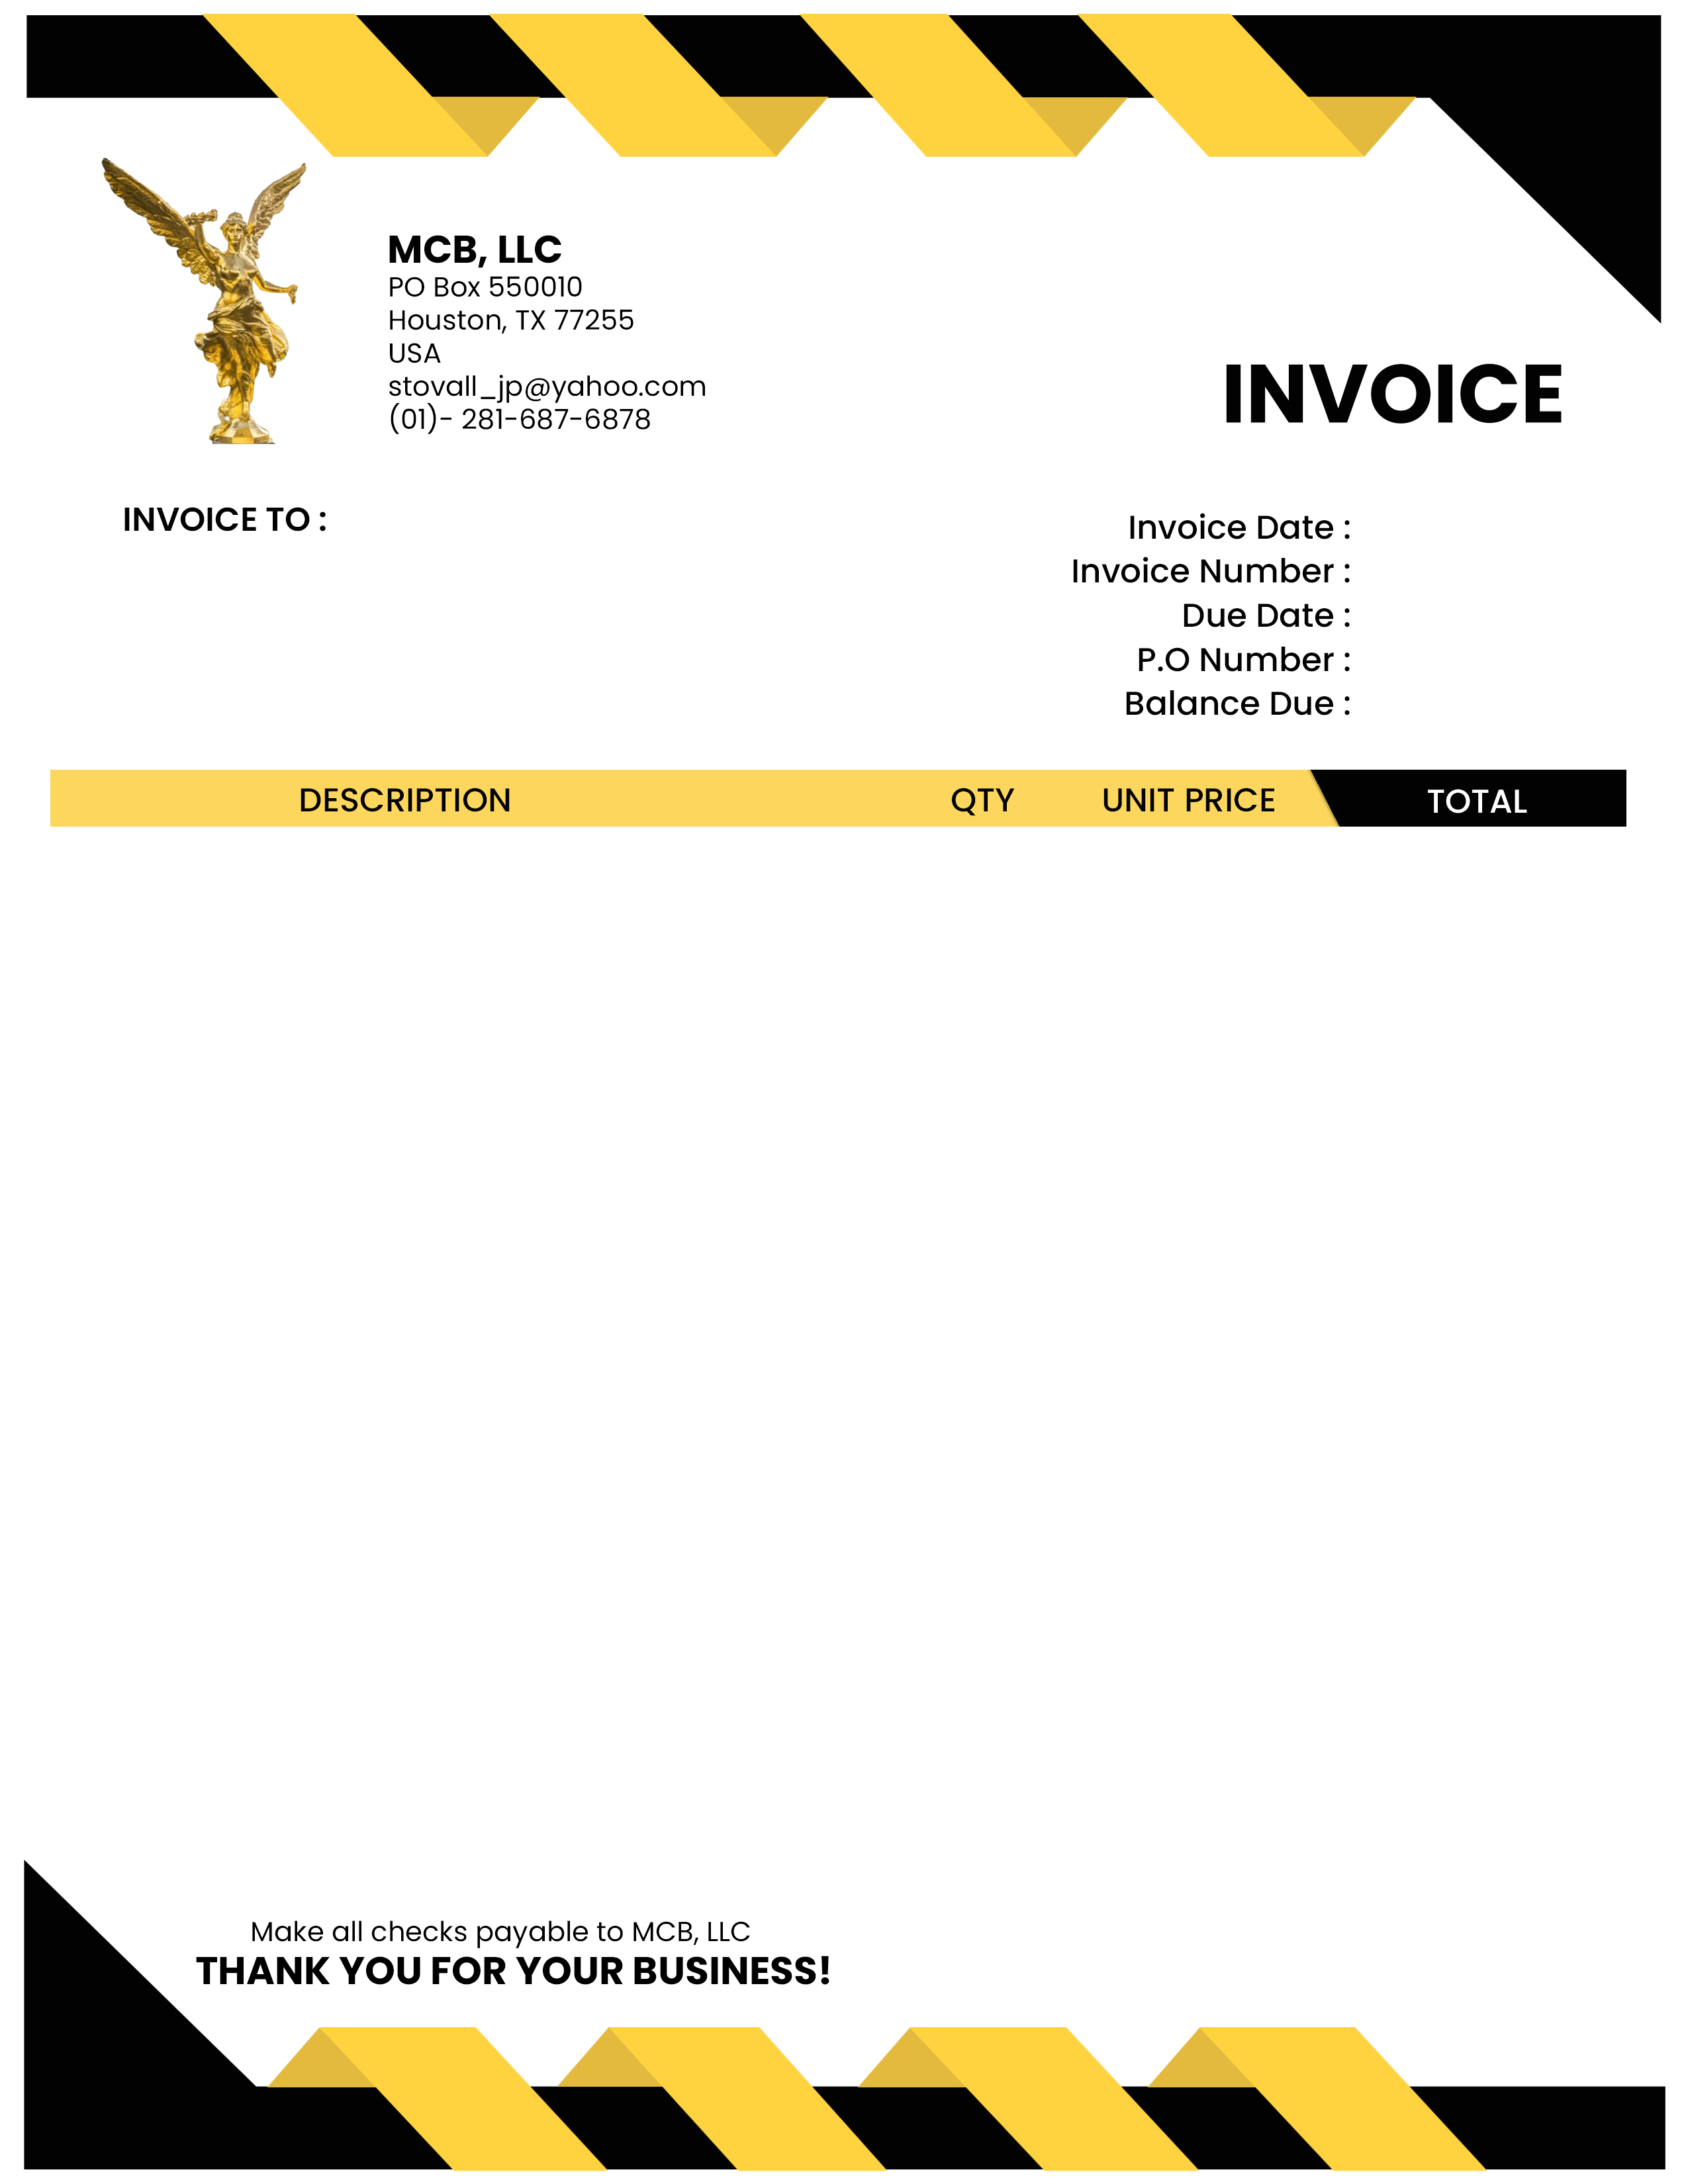 MCB, LLC
PO Box 550010
Houston, TX 77255
USA
stovall_jp@yahoo.com
(01)- 281-687-6878
INVOICE
INVOICE TO :
Invoice Date :
Invoice Number :
Due Date :
P.O Number :
Balance Due :
DESCRIPTION QTY UNIT PRICE TOTAL
Make all checks payable to MCB, LLC
THANK YOU FOR YOUR BUSINESS!